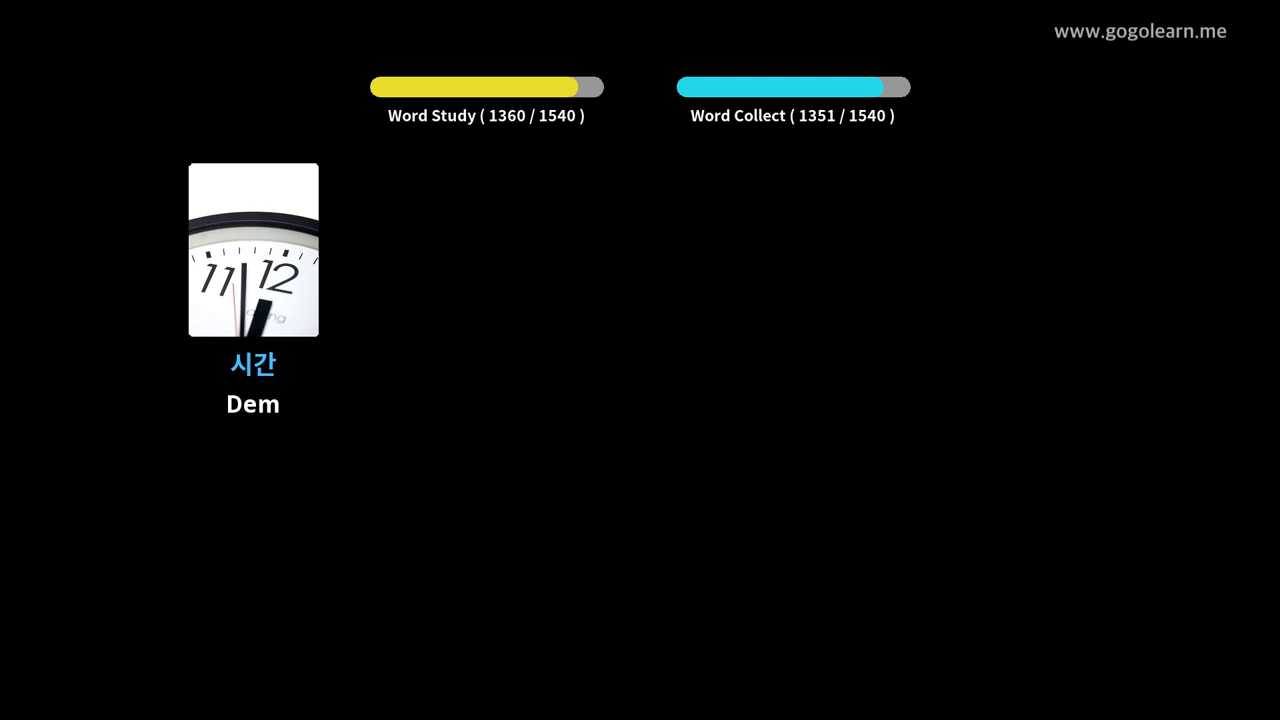 www.gogolearn.me
Word Study ( 1360 / 1540 )
Word Collect ( 1351 / 1540 )
11 12
시간
Dem